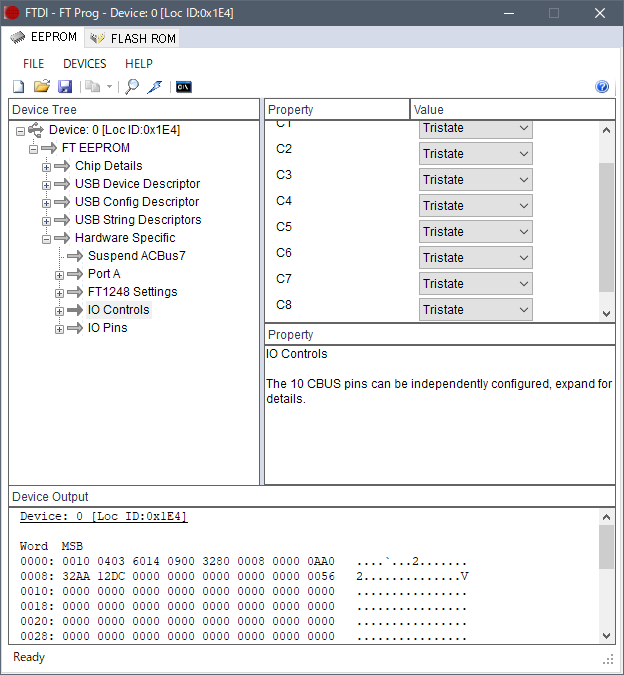 FTDI - FT Prog - Device: 0 [Loc ID:0x1E4]
EEPROM FLASH ROM
FILE DEVICES HELP
Device Tree
Device: 0 [Loc ID:0x1E4]
FT EEPROM
Chip Details
USB Device Descriptor
USB Config Descriptor
USB String Descriptors
Hardware Specific
Suspend ACBus7
Port A
FT1248 Settings
IO Controls
IO Pins
Property Value
C1 Tristate
C2 Tristate
C3 Tristate
C4 Tristate
C5 Tristate
C6 Tristate
C7 Tristate
C8 Tristate
Property
IO Controls
The 10 CBUS pins can be independently configured, expand for
details.
Device Output
Device: 0 [Loc ID:0x1E4]
Word MSB
0000: 0010 0403 6014 0900 3280 0008 0000 0AA0 ....`...2.......
0008: 32AA 12DC 0000 0000 0000 0000 0000 0056 2..............V
0010: 0000 0000 0000 0000 0000 0000 0000 0000 ................
0018: 0000 0000 0000 0000 0000 0000 0000 0000 ................
0020: 0000 0000 0000 0000 0000 0000 0000 0000 ................
0028: 0000 0000 0000 0000 0000 0000 0000 0000 ................
Ready